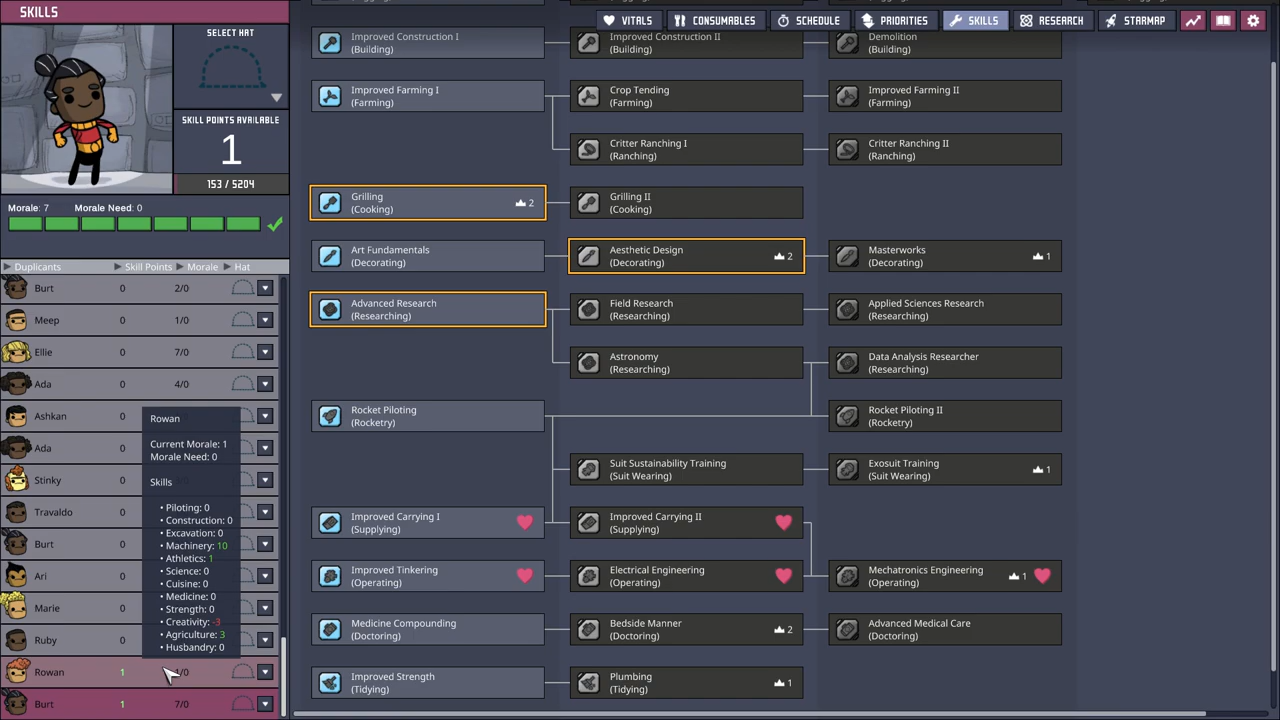 SKILLS
VITALS
CONSUMABLES
SCHEDULE
PRIORITIES
SKILLS
RESEARCH
STARMAP
SELECT HAT
SKILL POINTS AVAILABLE
1
153 / 5204
Morale: 7
Morale Need: 0
Duplicants
Skill Points
Morale
Hat
Burt 0 2/0
Meep 0 1/0
Ellie 0 7/0
Ada 0 4/0
Ashkan 0
Ada 0
Stinky 0
Travaldo 0
Burt 0
Ari 0
Marie 0
Ruby 0
Rowan 1 1/0
Burt 1 7/0
Rowan
Current Morale: 1
Morale Need: 0
Skills
• Piloting: 0
• Construction: 0
• Excavation: 0
• Machinery: 10
• Athletics: 1
• Science: 0
• Cuisine: 0
• Medicine: 0
• Strength: 0
• Creativity: -3
• Agriculture: 3
• Husbandry: 0
Improved Construction I
(Building)
Improved Construction II
(Building)
Demolition
(Building)
Improved Farming I
(Farming)
Crop Tending
(Farming)
Improved Farming II
(Farming)
Critter Ranching I
(Ranching)
Critter Ranching II
(Ranching)
Grilling
(Cooking)
2
Grilling II
(Cooking)
Art Fundamentals
(Decorating)
Aesthetic Design
(Decorating)
2
Masterworks
(Decorating)
1
Advanced Research
(Researching)
Field Research
(Researching)
Applied Sciences Research
(Researching)
Astronomy
(Researching)
Data Analysis Researcher
(Researching)
Rocket Piloting
(Rocketry)
Rocket Piloting II
(Rocketry)
Suit Sustainability Training
(Suit Wearing)
Exosuit Training
(Suit Wearing)
1
Improved Carrying I
(Supplying)
Improved Carrying II
(Supplying)
Improved Tinkering
(Operating)
Electrical Engineering
(Operating)
Mechatronics Engineering
(Operating)
1
Medicine Compounding
(Doctoring)
Bedside Manner
(Doctoring)
2
Advanced Medical Care
(Doctoring)
Improved Strength
(Tidying)
Plumbing
(Tidying)
1